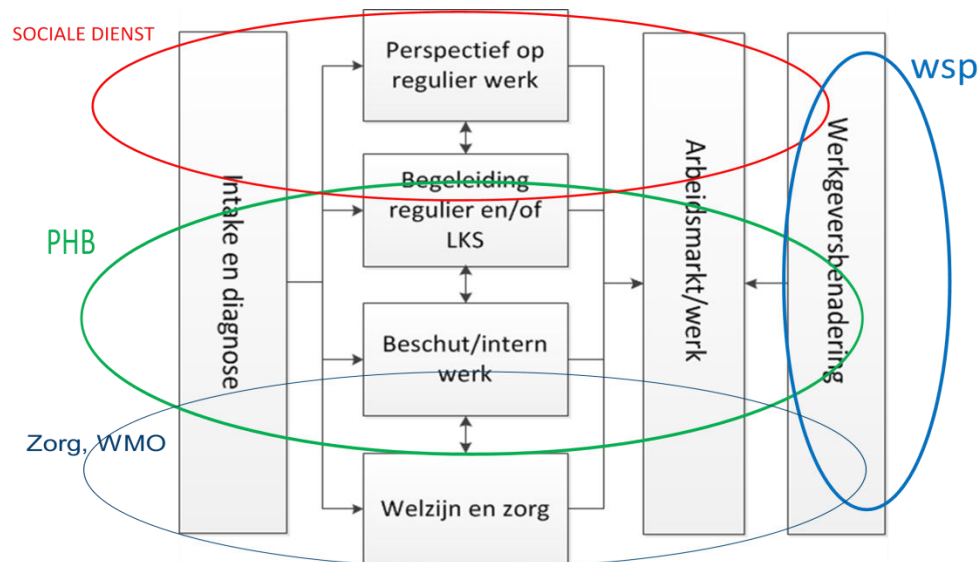 SOCIALE DIENST
Perspectief op
regulier werk
wsp
Begeleiding
regulier en/of
LKS
PHB
Intake en diagnose
Arbeidsmarkt/werk
Werkgeversbenadering
Beschut/intern
werk
Zorg, WMO
Welzijn en zorg